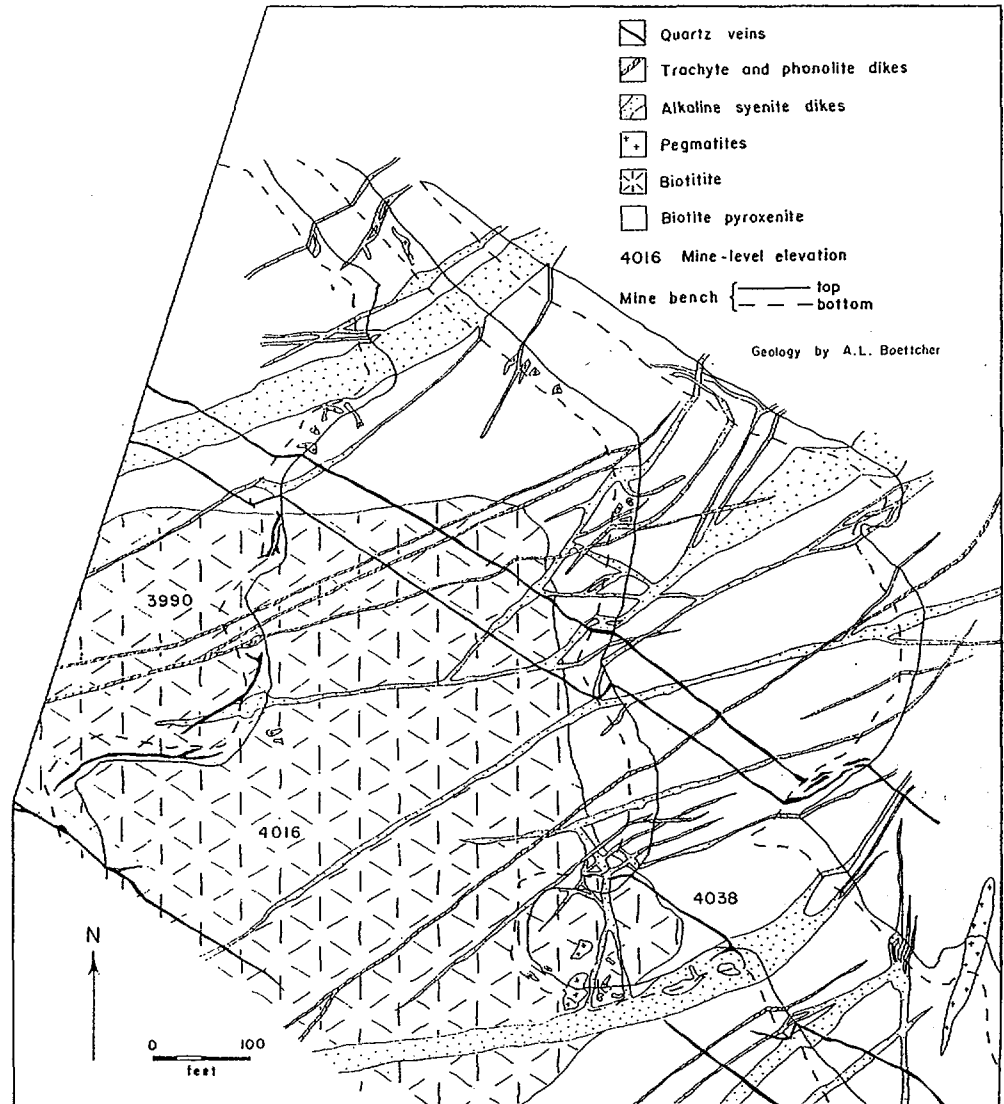 Quartz veins
Trachyte and phonolite dikes
Alkaline syenite dikes
Pegmatites
Biotitite
Biotite pyroxenite
4016 Mine-level elevation
Mine bench { top
bottom
Geology by A.L. Boettcher
3990
4016
4038
N
0 100
feet